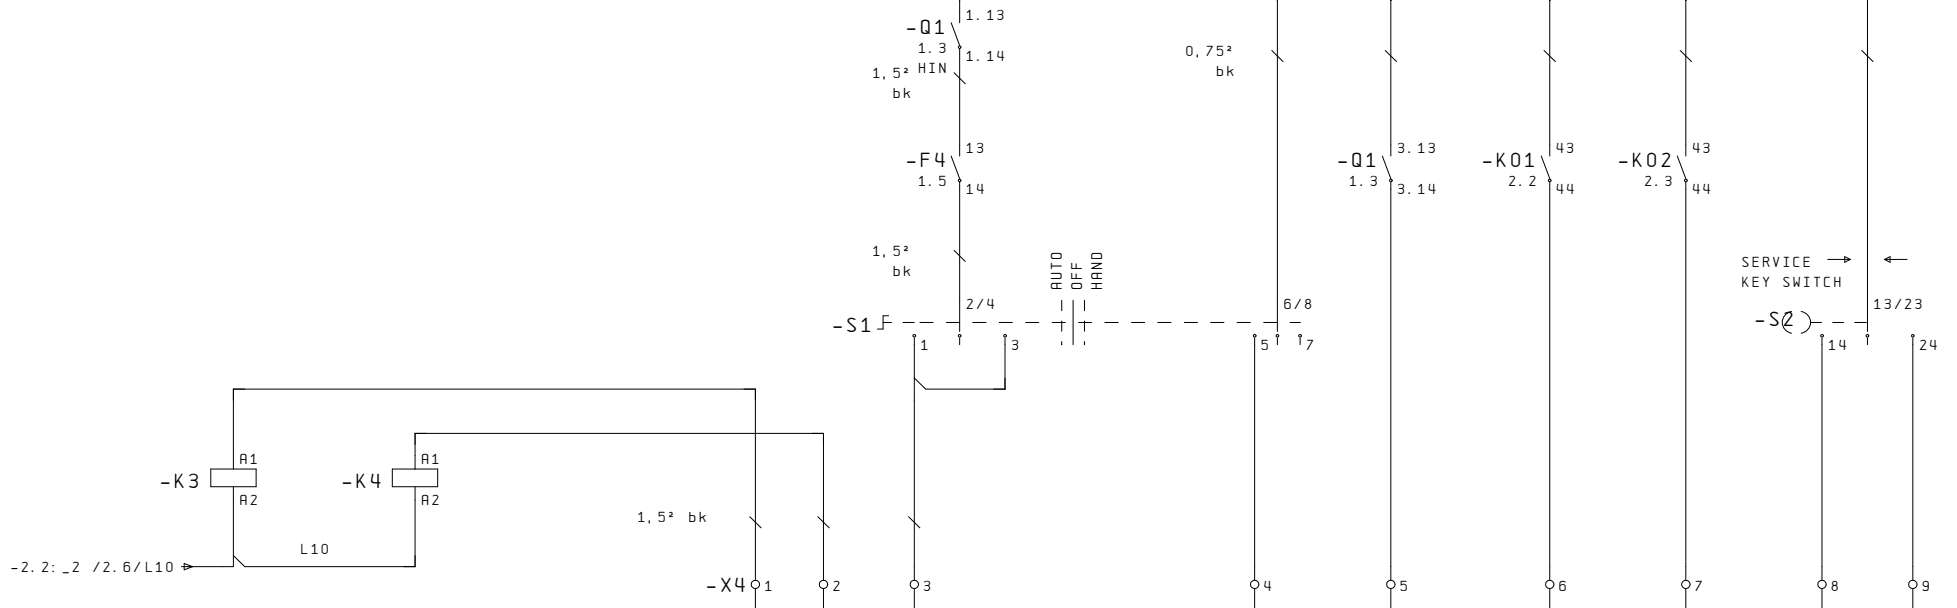 1.13
-Q1
1.3
1.14
HIN
1,5²
bk
0,75²
bk
13
-F4
1.5
14
3.13
-Q1
1.3
3.14
43
-K01
2.2
44
43
-K02
2.3
44
1,5²
bk
AUTO
OFF
HAND
SERVICE
KEY SWITCH
2/4
6/8
13/23
-S1
-S2
1
3
5
7
14
24
A1
-K3
A2
A1
-K4
A2
1,5² bk
L10
-2.2:_2 /2.6/L10
-X4
1
2
3
4
5
6
7
8
9